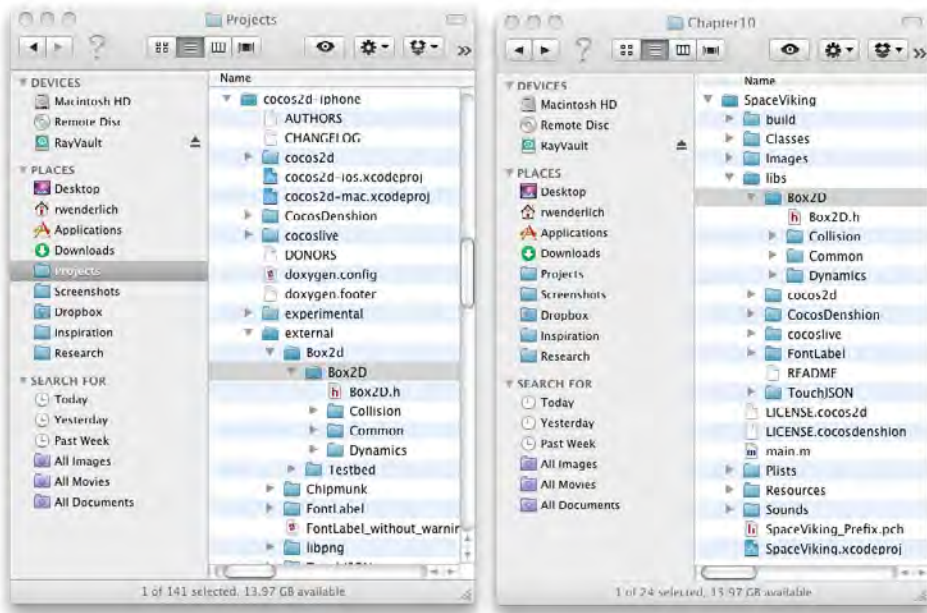 Projects
DEVICES
Macintosh HD
Remote Disc
RayVault
PLACES
Desktop
rwenderlich
Applications
Downloads
Projects
Screenshots
Dropbox
Inspiration
Research
SEARCH FOR
Today
Yesterday
Past Week
All Images
All Movies
All Documents
Name
cocos2d-iphone
AUTHORS
CHANGELOG
cocos2d
cocos2d-ios.xcodeproj
cocos2d-mac.xcodeproj
CocosDenshion
cocoslive
DONORS
doxygen.config
doxygen.footer
experimental
external
Box2d
Box2D
Box2D.h
Collision
Common
Dynamics
Testbed
Chipmunk
FontLabel
FontLabel_without_warnir
libpng
1 of 141 selected, 13.97 GB available
Chapter10
DEVICES
Macintosh HD
Remote Disc
RayVault
PLACES
Desktop
rwenderlich
Applications
Downloads
Projects
Screenshots
Dropbox
Inspiration
Research
SEARCH FOR
Today
Yesterday
Past Week
All Images
All Movies
All Documents
Name
SpaceViking
build
Classes
Images
libs
Box2D
Box2D.h
Collision
Common
Dynamics
cocos2d
CocosDenshion
cocoslive
FontLabel
README
TouchJSON
LICENSE.cocos2d
LICENSE.cocosdenshion
main.m
Plists
Resources
Sounds
SpaceViking_Prefix.pch
SpaceViking.xcodeproj
1 of 24 selected, 13.97 GB available